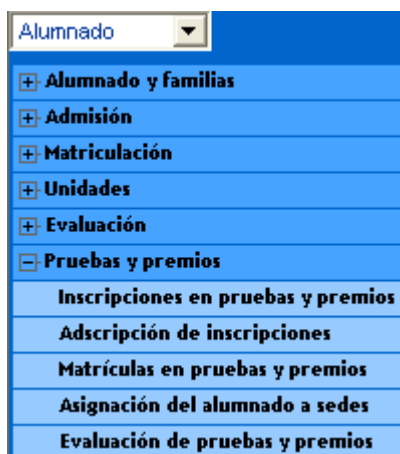 Alumnado
Alumnado y familias
Admisión
Matriculación
Unidades
Evaluación
Pruebas y premios
Inscripciones en pruebas y premios
Adscripción de inscripciones
Matrículas en pruebas y premios
Asignación del alumnado a sedes
Evaluación de pruebas y premios